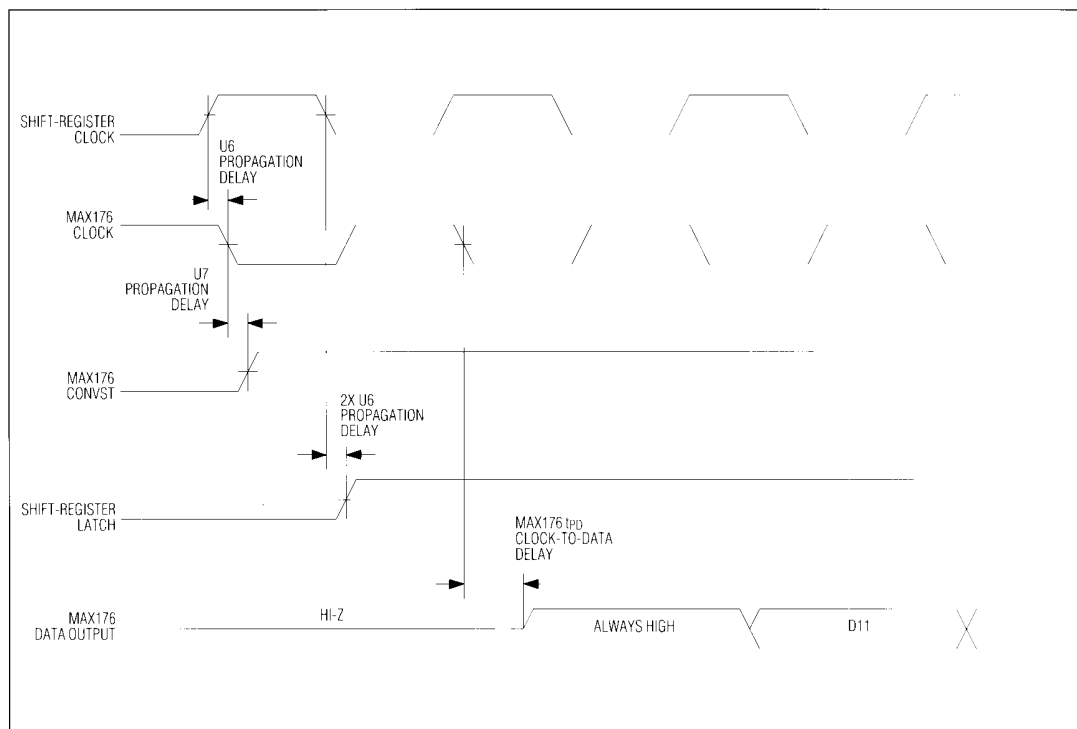 SHIFT-REGISTER
CLOCK
U6
PROPAGATION
DELAY
MAX176
CLOCK
U7
PROPAGATION
DELAY
MAX176
CONVST
2X U6
PROPAGATION
DELAY
SHIFT-REGISTER
LATCH
MAX176 tPD
CLOCK-TO-DATA
DELAY
MAX176
DATA OUTPUT
HI-Z
ALWAYS HIGH
D11